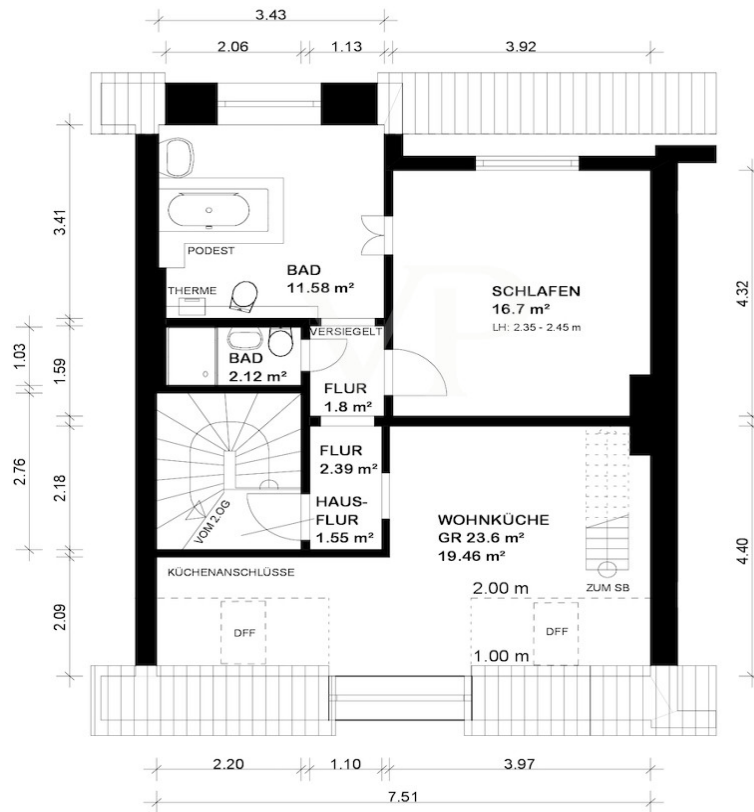 3.43
2.06
1.13
3.92
3.41
1.03
1.59
2.76
2.18
2.09
4.32
4.40
PODEST
BAD
11.58 m²
THERME
VERSIEGELT
SCHLAFEN
16.7 m²
LH: 2.35 - 2.45 m
BAD
2.12 m²
FLUR
1.8 m²
FLUR
2.39 m²
HAUS-
FLUR
1.55 m²
VOM 2.OG
WOHNKÜCHE
GR 23.6 m²
19.46 m²
KÜCHENANSCHLÜSSE
2.00 m
ZUM SB
DFF
DFF
1.00 m
2.20
1.10
3.97
7.51
VP